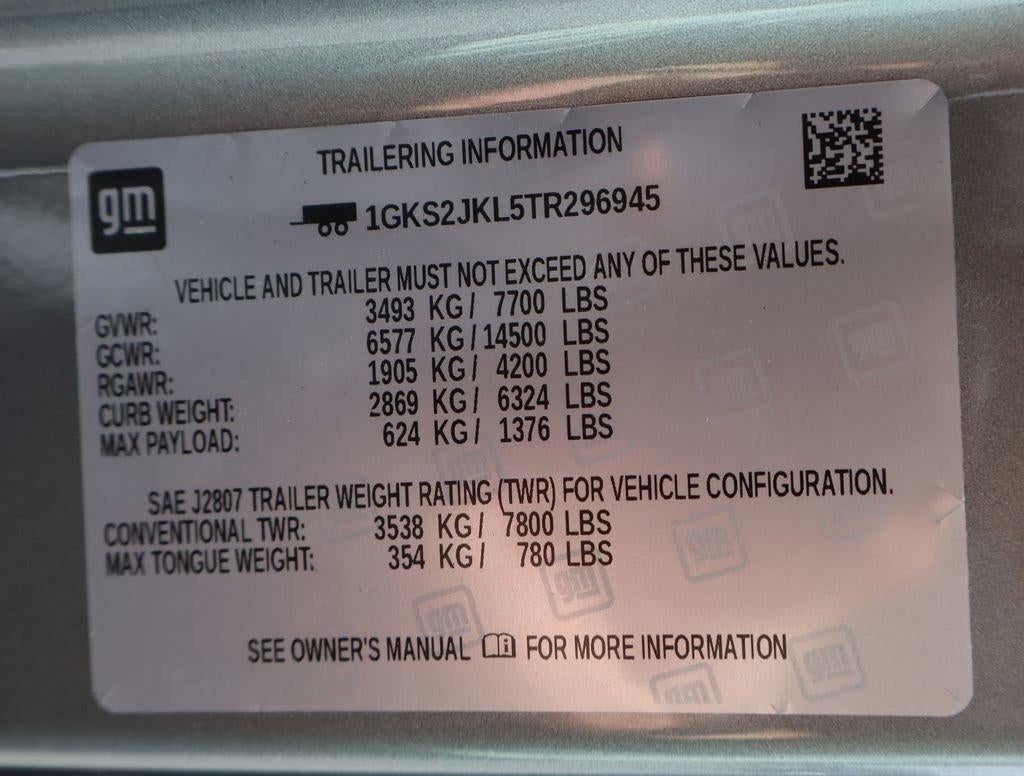 gm
TRAILERING INFORMATION
1GKS2JKL5TR296945
VEHICLE AND TRAILER MUST NOT EXCEED ANY OF THESE VALUES.
GVWR: 3493 KG / 7700 LBS
GCWR: 6577 KG / 14500 LBS
RGAWR: 1905 KG / 4200 LBS
CURB WEIGHT: 2869 KG / 6324 LBS
MAX PAYLOAD: 624 KG / 1376 LBS
SAE J2807 TRAILER WEIGHT RATING (TWR) FOR VEHICLE CONFIGURATION.
CONVENTIONAL TWR: 3538 KG / 7800 LBS
MAX TONGUE WEIGHT: 354 KG / 780 LBS
SEE OWNER'S MANUAL FOR MORE INFORMATION